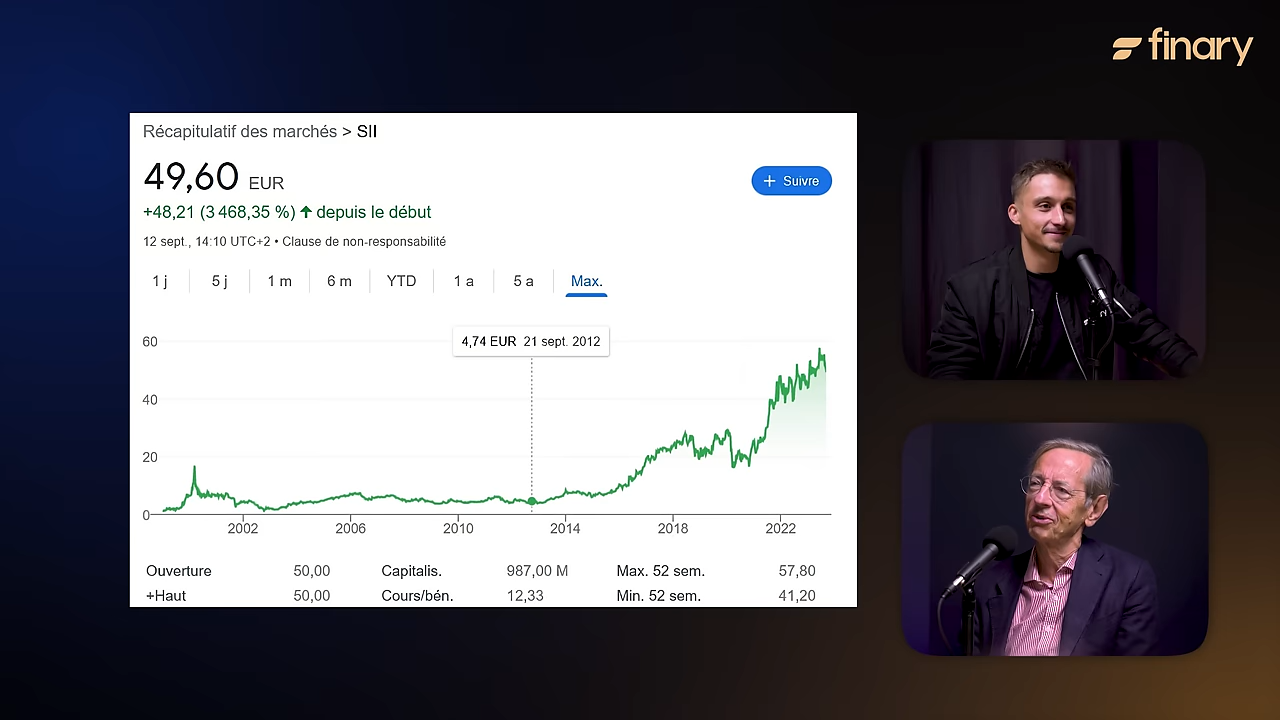 finary
Récapitulatif des marchés > SII
49,60 EUR
+ Suivre
+48,21 (3 468,35 %) ↑ depuis le début
12 sept., 14:10 UTC+2 • Clause de non-responsabilité
1 j 5 j 1 m 6 m YTD 1 a 5 a Max.
4,74 EUR 21 sept. 2012
60
40
20
0
2002 2006 2010 2014 2018 2022
Ouverture 50,00 Capitalis. 987,00 M Max. 52 sem. 57,80
+Haut 50,00 Cours/bén. 12,33 Min. 52 sem. 41,20